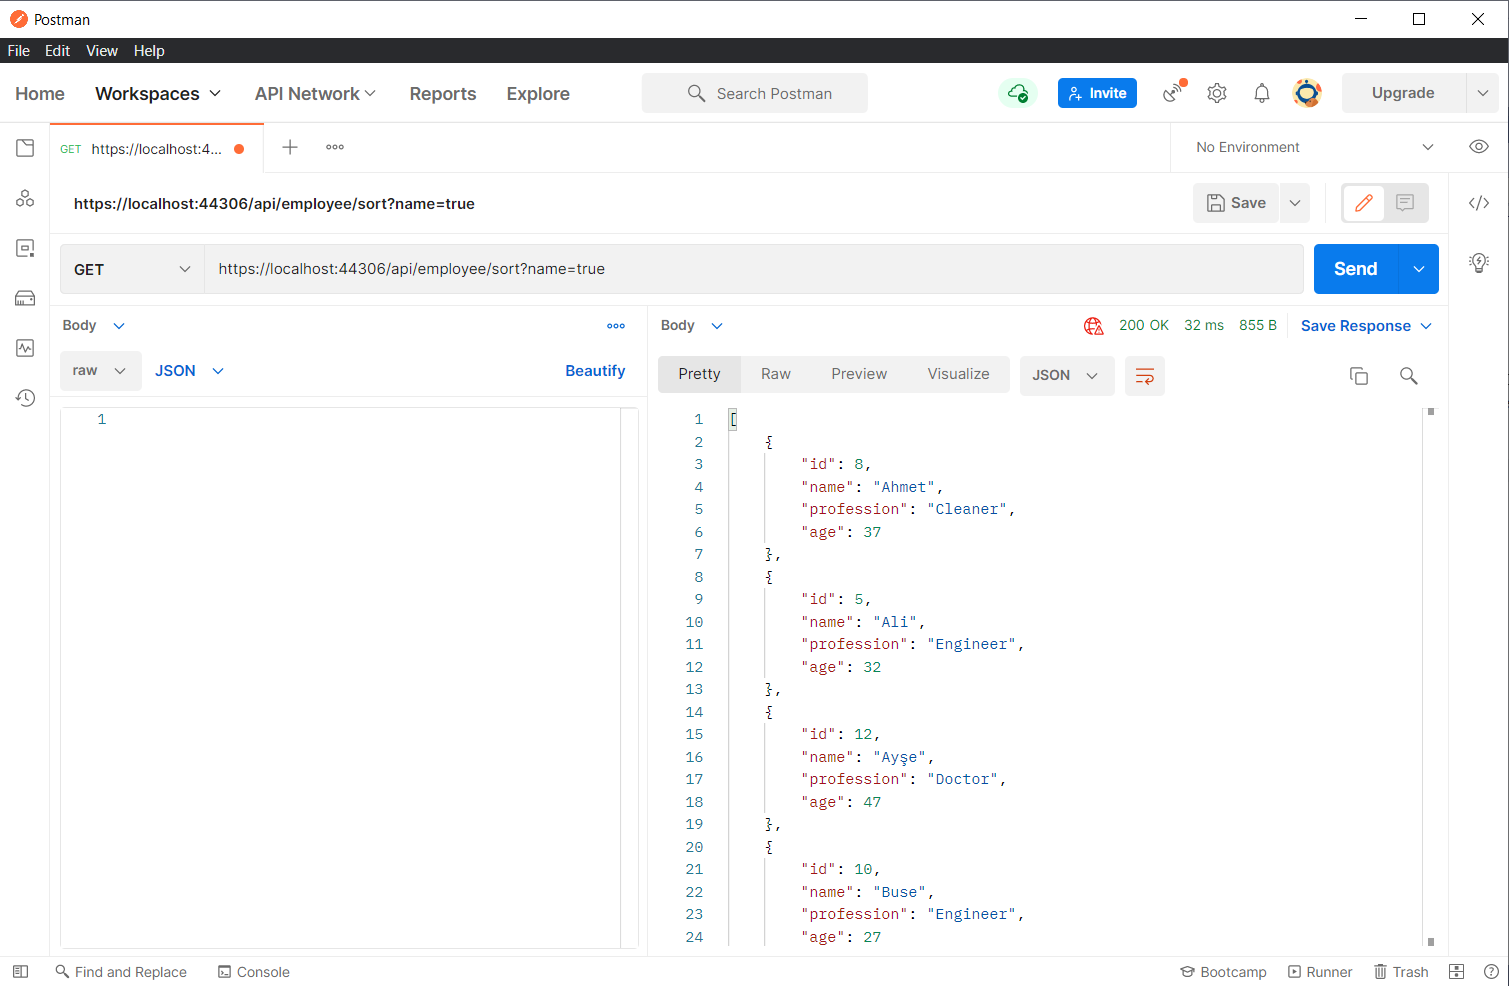 Postman
File Edit View Help
Home Workspaces API Network Reports Explore Search Postman Invite Upgrade
GET https://localhost:4... No Environment
https://localhost:44306/api/employee/sort?name=true Save
GET https://localhost:44306/api/employee/sort?name=true Send
Body Body 200 OK 32 ms 855 B Save Response
raw JSON Beautify Pretty Raw Preview Visualize JSON
1
1 [
2 {
3 "id": 8,
4 "name": "Ahmet",
5 "profession": "Cleaner",
6 "age": 37
7 },
8 {
9 "id": 5,
10 "name": "Ali",
11 "profession": "Engineer",
12 "age": 32
13 },
14 {
15 "id": 12,
16 "name": "Ayşe",
17 "profession": "Doctor",
18 "age": 47
19 },
20 {
21 "id": 10,
22 "name": "Buse",
23 "profession": "Engineer",
24 "age": 27
Find and Replace Console Bootcamp Runner Trash